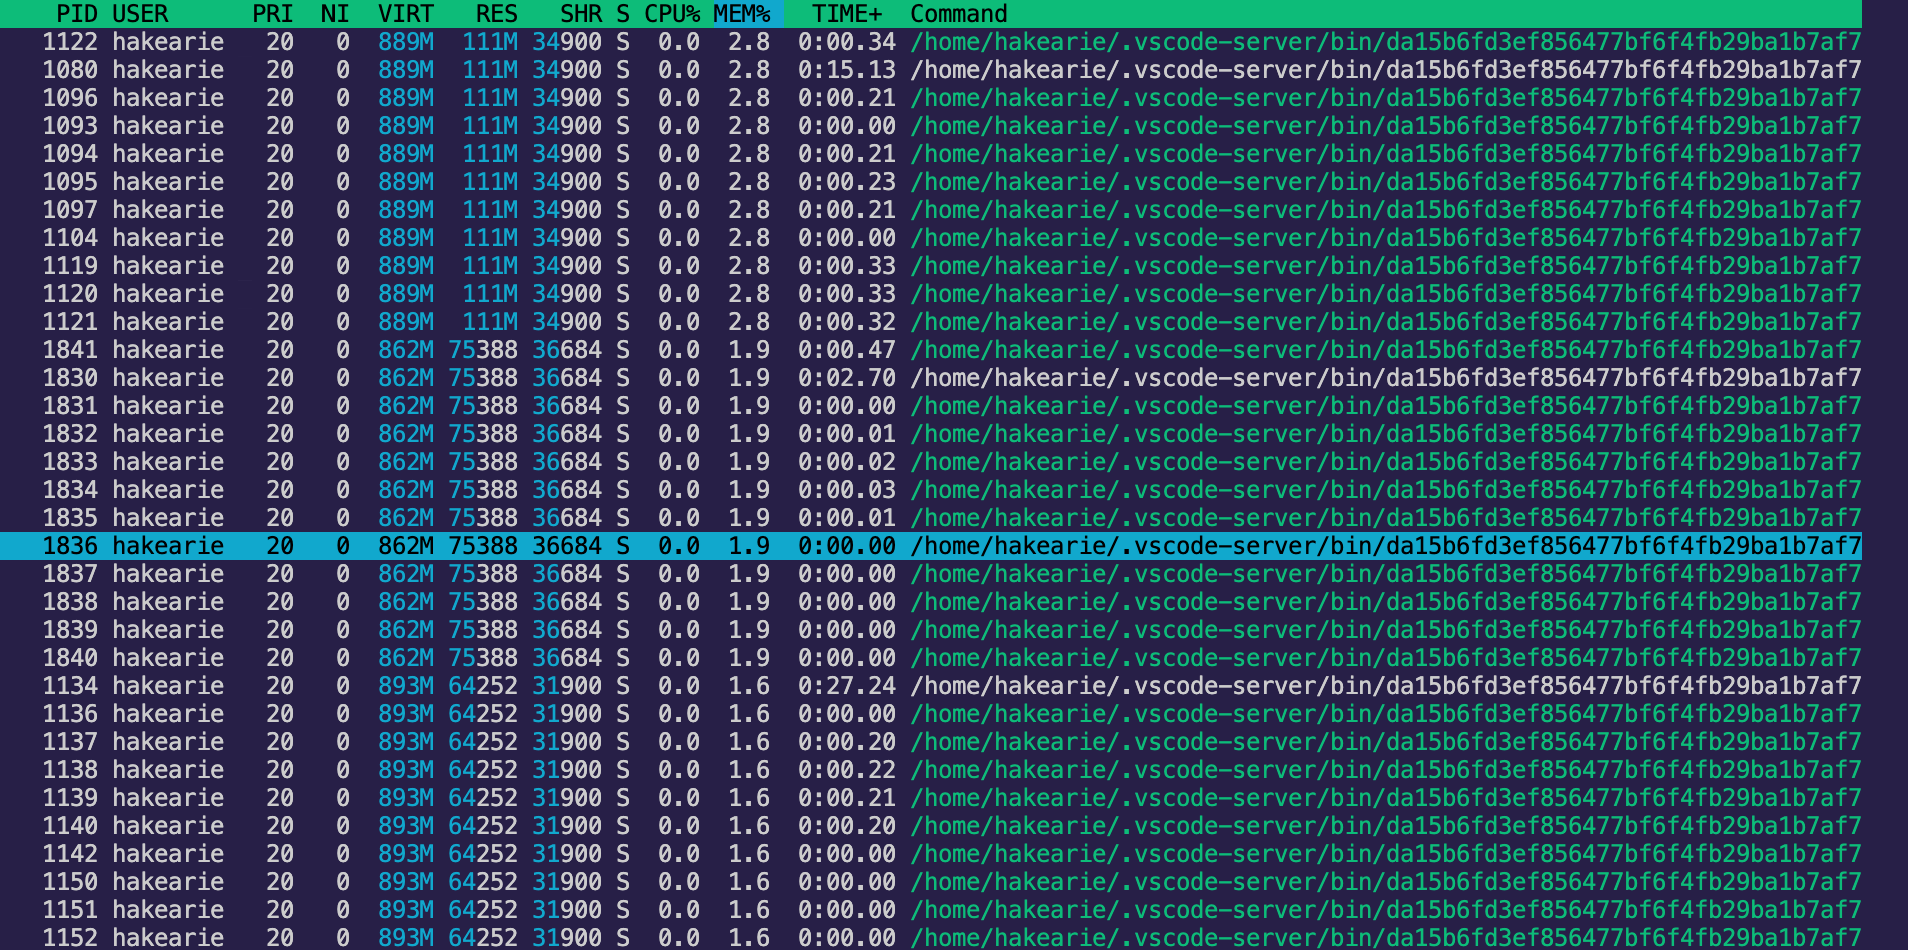 PID USER PRI NI VIRT RES SHR S CPU% MEM% TIME+ Command
1122 hakearie 20 0 889M 111M 34900 S 0.0 2.8 0:00.34 /home/hakearie/.vscode-server/bin/da15b6fd3ef856477bf6f4fb29ba1b7af7
1080 hakearie 20 0 889M 111M 34900 S 0.0 2.8 0:15.13 /home/hakearie/.vscode-server/bin/da15b6fd3ef856477bf6f4fb29ba1b7af7
1096 hakearie 20 0 889M 111M 34900 S 0.0 2.8 0:00.21 /home/hakearie/.vscode-server/bin/da15b6fd3ef856477bf6f4fb29ba1b7af7
1093 hakearie 20 0 889M 111M 34900 S 0.0 2.8 0:00.00 /home/hakearie/.vscode-server/bin/da15b6fd3ef856477bf6f4fb29ba1b7af7
1094 hakearie 20 0 889M 111M 34900 S 0.0 2.8 0:00.21 /home/hakearie/.vscode-server/bin/da15b6fd3ef856477bf6f4fb29ba1b7af7
1095 hakearie 20 0 889M 111M 34900 S 0.0 2.8 0:00.23 /home/hakearie/.vscode-server/bin/da15b6fd3ef856477bf6f4fb29ba1b7af7
1097 hakearie 20 0 889M 111M 34900 S 0.0 2.8 0:00.21 /home/hakearie/.vscode-server/bin/da15b6fd3ef856477bf6f4fb29ba1b7af7
1104 hakearie 20 0 889M 111M 34900 S 0.0 2.8 0:00.00 /home/hakearie/.vscode-server/bin/da15b6fd3ef856477bf6f4fb29ba1b7af7
1119 hakearie 20 0 889M 111M 34900 S 0.0 2.8 0:00.33 /home/hakearie/.vscode-server/bin/da15b6fd3ef856477bf6f4fb29ba1b7af7
1120 hakearie 20 0 889M 111M 34900 S 0.0 2.8 0:00.33 /home/hakearie/.vscode-server/bin/da15b6fd3ef856477bf6f4fb29ba1b7af7
1121 hakearie 20 0 889M 111M 34900 S 0.0 2.8 0:00.32 /home/hakearie/.vscode-server/bin/da15b6fd3ef856477bf6f4fb29ba1b7af7
1841 hakearie 20 0 862M 75388 36684 S 0.0 1.9 0:00.47 /home/hakearie/.vscode-server/bin/da15b6fd3ef856477bf6f4fb29ba1b7af7
1830 hakearie 20 0 862M 75388 36684 S 0.0 1.9 0:02.70 /home/hakearie/.vscode-server/bin/da15b6fd3ef856477bf6f4fb29ba1b7af7
1831 hakearie 20 0 862M 75388 36684 S 0.0 1.9 0:00.00 /home/hakearie/.vscode-server/bin/da15b6fd3ef856477bf6f4fb29ba1b7af7
1832 hakearie 20 0 862M 75388 36684 S 0.0 1.9 0:00.01 /home/hakearie/.vscode-server/bin/da15b6fd3ef856477bf6f4fb29ba1b7af7
1833 hakearie 20 0 862M 75388 36684 S 0.0 1.9 0:00.02 /home/hakearie/.vscode-server/bin/da15b6fd3ef856477bf6f4fb29ba1b7af7
1834 hakearie 20 0 862M 75388 36684 S 0.0 1.9 0:00.03 /home/hakearie/.vscode-server/bin/da15b6fd3ef856477bf6f4fb29ba1b7af7
1835 hakearie 20 0 862M 75388 36684 S 0.0 1.9 0:00.01 /home/hakearie/.vscode-server/bin/da15b6fd3ef856477bf6f4fb29ba1b7af7
1836 hakearie 20 0 862M 75388 36684 S 0.0 1.9 0:00.00 /home/hakearie/.vscode-server/bin/da15b6fd3ef856477bf6f4fb29ba1b7af7
1837 hakearie 20 0 862M 75388 36684 S 0.0 1.9 0:00.00 /home/hakearie/.vscode-server/bin/da15b6fd3ef856477bf6f4fb29ba1b7af7
1838 hakearie 20 0 862M 75388 36684 S 0.0 1.9 0:00.00 /home/hakearie/.vscode-server/bin/da15b6fd3ef856477bf6f4fb29ba1b7af7
1839 hakearie 20 0 862M 75388 36684 S 0.0 1.9 0:00.00 /home/hakearie/.vscode-server/bin/da15b6fd3ef856477bf6f4fb29ba1b7af7
1840 hakearie 20 0 862M 75388 36684 S 0.0 1.9 0:00.00 /home/hakearie/.vscode-server/bin/da15b6fd3ef856477bf6f4fb29ba1b7af7
1134 hakearie 20 0 893M 64252 31900 S 0.0 1.6 0:27.24 /home/hakearie/.vscode-server/bin/da15b6fd3ef856477bf6f4fb29ba1b7af7
1136 hakearie 20 0 893M 64252 31900 S 0.0 1.6 0:00.00 /home/hakearie/.vscode-server/bin/da15b6fd3ef856477bf6f4fb29ba1b7af7
1137 hakearie 20 0 893M 64252 31900 S 0.0 1.6 0:00.20 /home/hakearie/.vscode-server/bin/da15b6fd3ef856477bf6f4fb29ba1b7af7
1138 hakearie 20 0 893M 64252 31900 S 0.0 1.6 0:00.22 /home/hakearie/.vscode-server/bin/da15b6fd3ef856477bf6f4fb29ba1b7af7
1139 hakearie 20 0 893M 64252 31900 S 0.0 1.6 0:00.21 /home/hakearie/.vscode-server/bin/da15b6fd3ef856477bf6f4fb29ba1b7af7
1140 hakearie 20 0 893M 64252 31900 S 0.0 1.6 0:00.20 /home/hakearie/.vscode-server/bin/da15b6fd3ef856477bf6f4fb29ba1b7af7
1142 hakearie 20 0 893M 64252 31900 S 0.0 1.6 0:00.00 /home/hakearie/.vscode-server/bin/da15b6fd3ef856477bf6f4fb29ba1b7af7
1150 hakearie 20 0 893M 64252 31900 S 0.0 1.6 0:00.00 /home/hakearie/.vscode-server/bin/da15b6fd3ef856477bf6f4fb29ba1b7af7
1151 hakearie 20 0 893M 64252 31900 S 0.0 1.6 0:00.00 /home/hakearie/.vscode-server/bin/da15b6fd3ef856477bf6f4fb29ba1b7af7
1152 hakearie 20 0 893M 64252 31900 S 0.0 1.6 0:00.00 /home/hakearie/.vscode-server/bin/da15b6fd3ef856477bf6f4fb29ba1b7af7